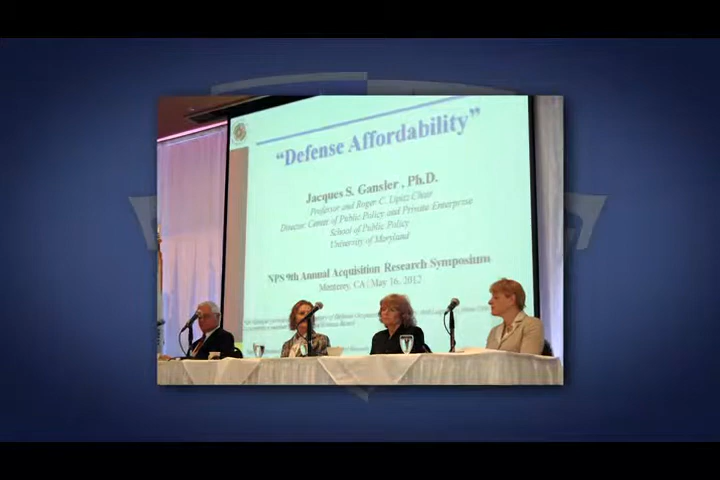 "Defense Affordability"
Jacques S. Gansler, Ph.D.
Professor and Roger C. Lipitz Chair
Director, Center of Public Policy and Private Enterprise
School of Public Policy
University of Maryland
NPS 9th Annual Acquisition Research Symposium
Monterey, CA | May 16, 2012